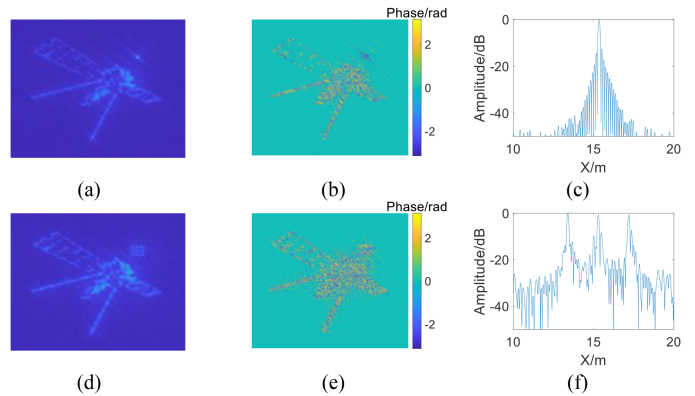 Phase/rad
2
0
-2
Amplitude/dB
0
-20
-40
10
15
20
X/m
(a)
(b)
(c)
Phase/rad
2
0
-2
Amplitude/dB
0
-20
-40
10
15
20
X/m
(d)
(e)
(f)